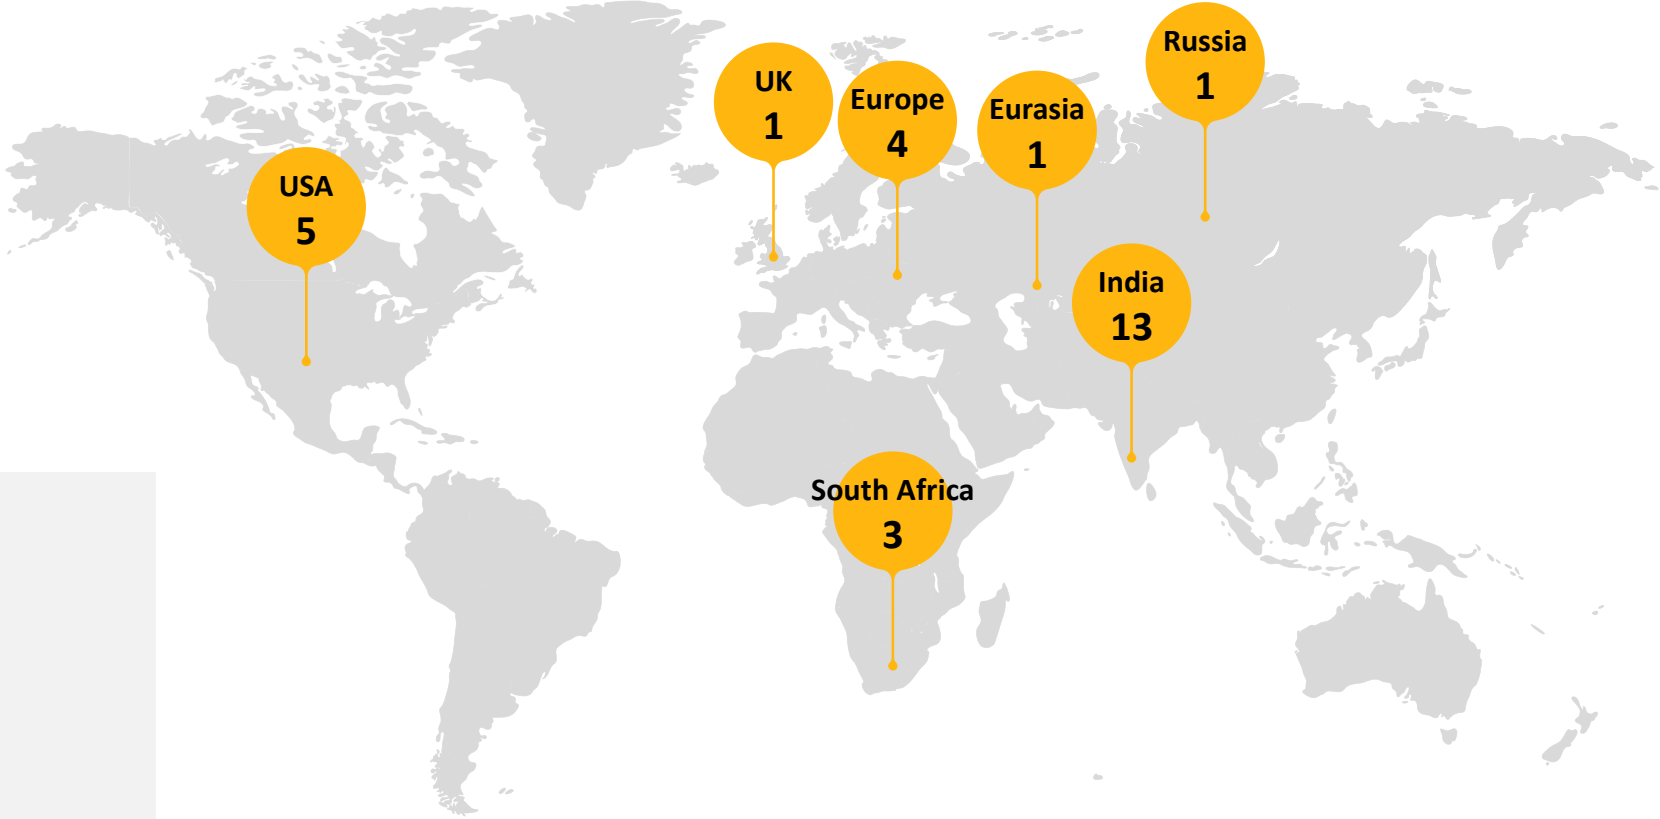 Russia
1
UK
1
Europe
4
Eurasia
1
USA
5
India
13
South Africa
3